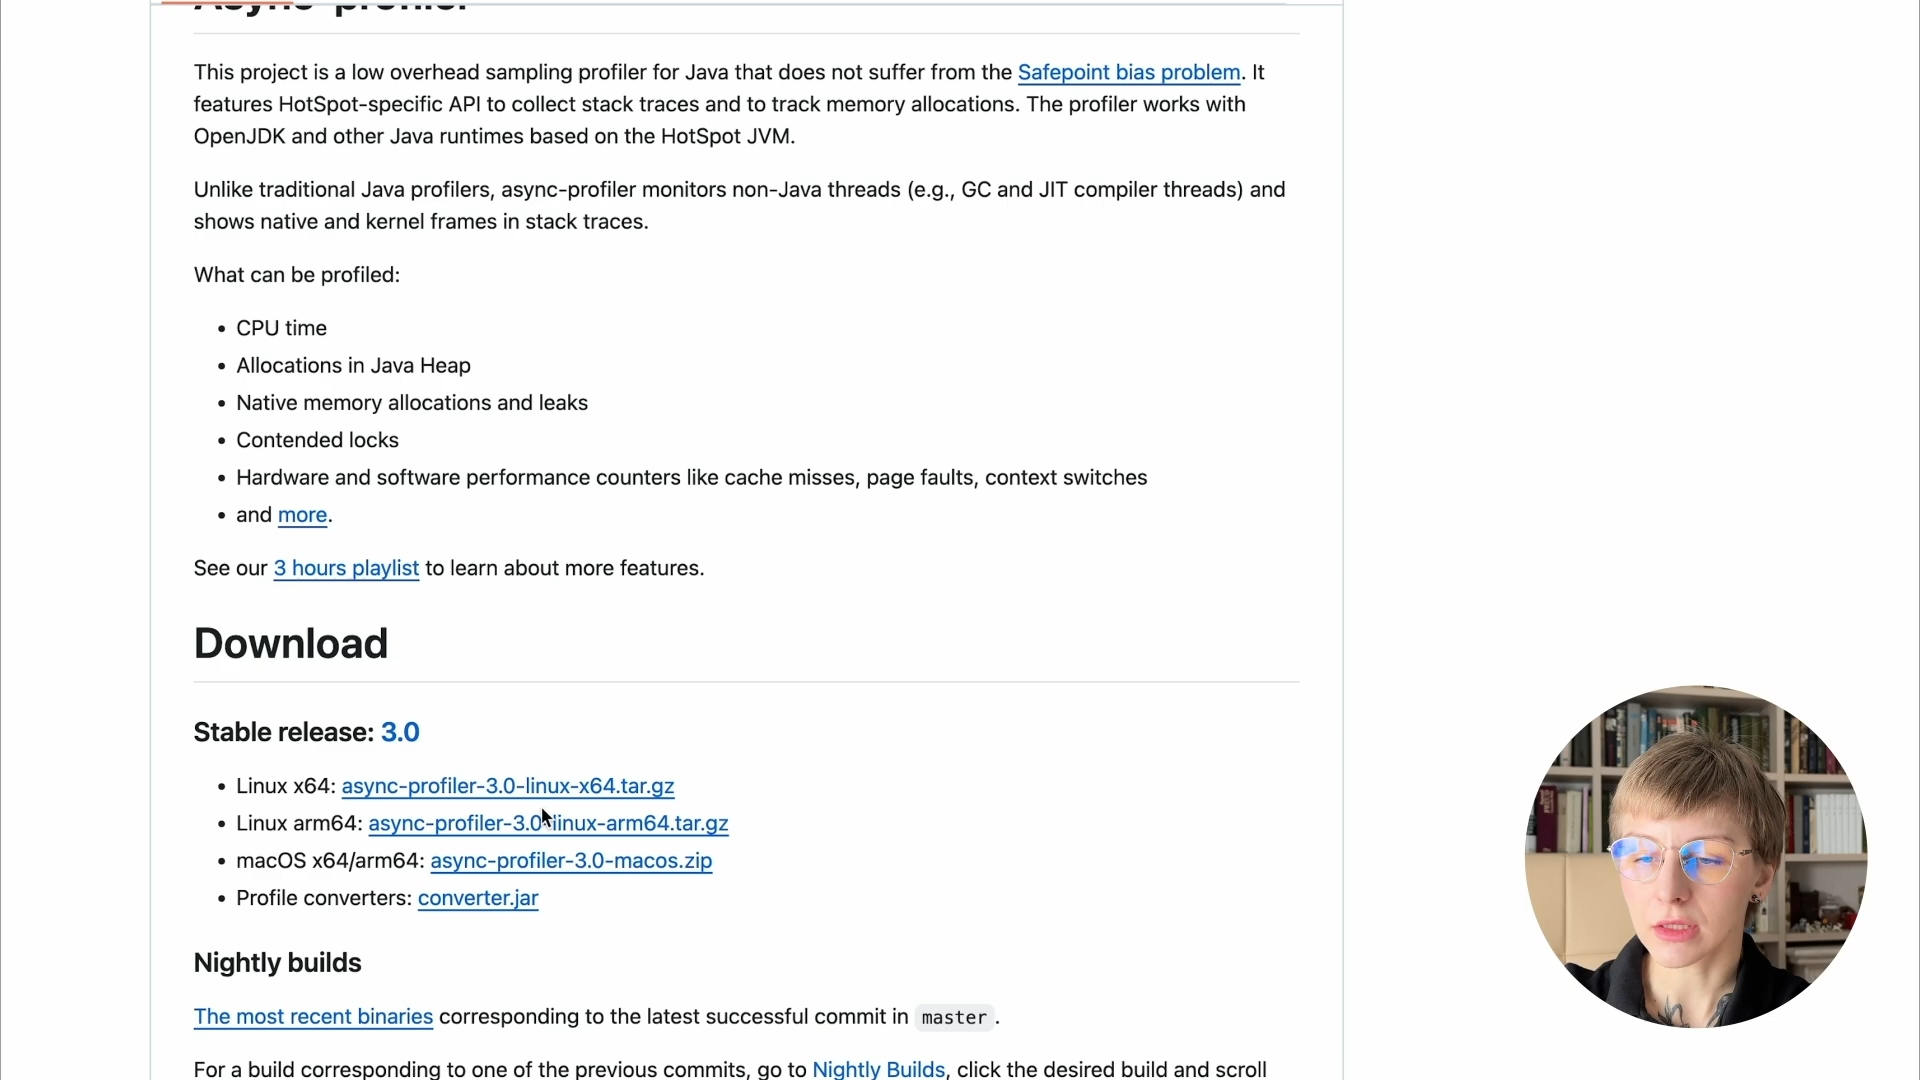 Async-profiler
This project is a low overhead sampling profiler for Java that does not suffer from the Safepoint bias problem. It
features HotSpot-specific API to collect stack traces and to track memory allocations. The profiler works with
OpenJDK and other Java runtimes based on the HotSpot JVM.
Unlike traditional Java profilers, async-profiler monitors non-Java threads (e.g., GC and JIT compiler threads) and
shows native and kernel frames in stack traces.
What can be profiled:
• CPU time
• Allocations in Java Heap
• Native memory allocations and leaks
• Contended locks
• Hardware and software performance counters like cache misses, page faults, context switches
• and more.
See our 3 hours playlist to learn about more features.
Download
Stable release: 3.0
• Linux x64: async-profiler-3.0-linux-x64.tar.gz
• Linux arm64: async-profiler-3.0-linux-arm64.tar.gz
• macOS x64/arm64: async-profiler-3.0-macos.zip
• Profile converters: converter.jar
Nightly builds
The most recent binaries corresponding to the latest successful commit in master.
For a build corresponding to one of the previous commits, go to Nightly Builds, click the desired build and scroll